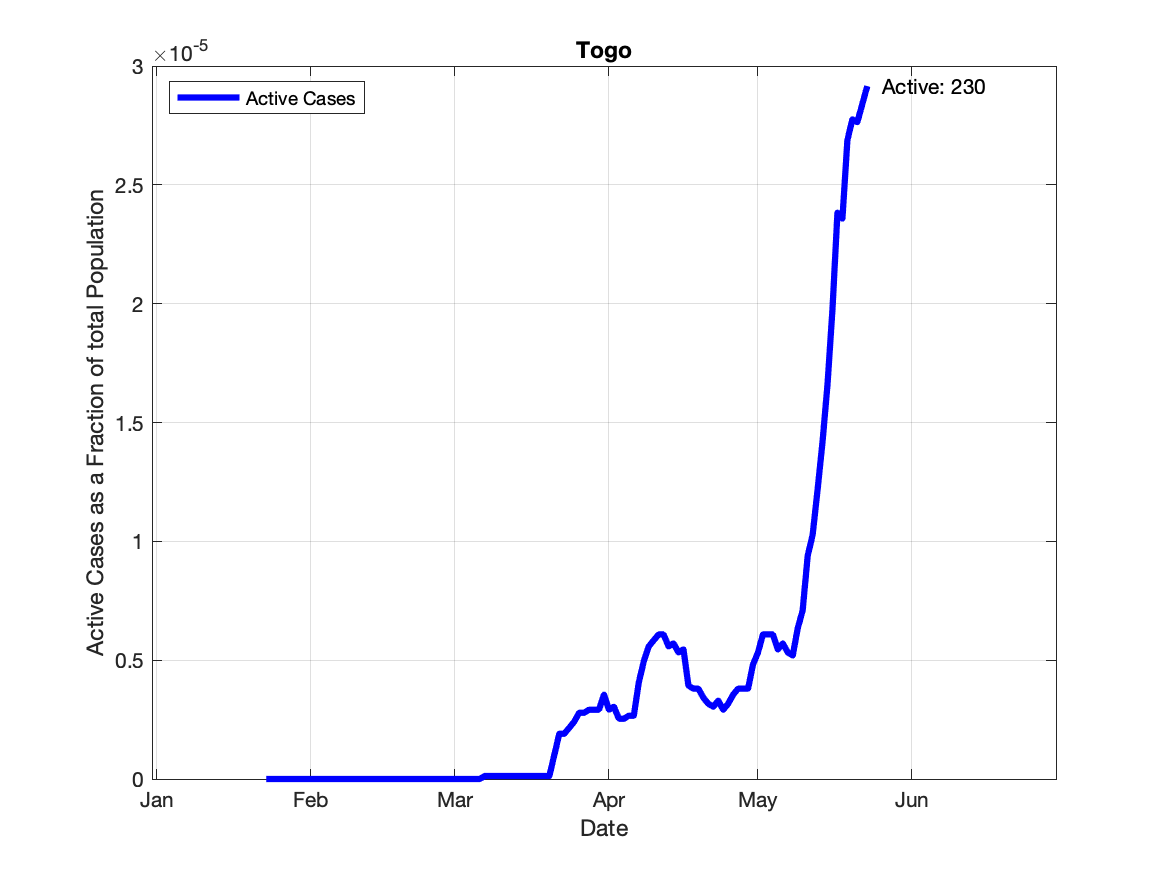 Togo
×10-5
3
2.5
2
1.5
1
0.5
0
Active Cases as a Fraction of total Population
Active Cases
Active: 230
Jan Feb Mar Apr May Jun
Date